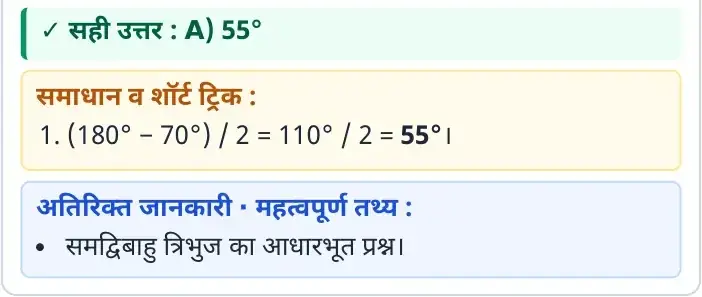 ✓ सही उत्तर : A) 55°
समाधान व शॉर्ट ट्रिक :
1. (180° − 70°) / 2 = 110° / 2 = 55°।
अतिरिक्त जानकारी · महत्वपूर्ण तथ्य :
• समद्विबाहु त्रिभुज का आधारभूत प्रश्न।